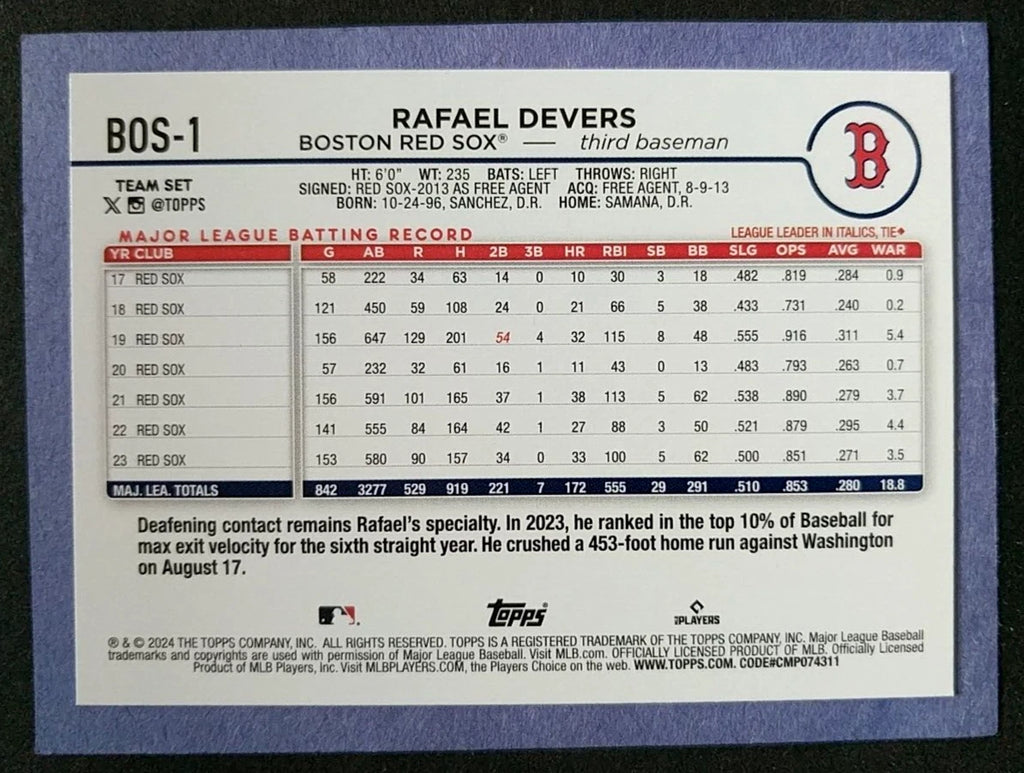 BOS-1
RAFAEL DEVERS
BOSTON RED SOX® — third baseman
B
HT: 6'0" WT: 235 BATS: LEFT THROWS: RIGHT
SIGNED: RED SOX-2013 AS FREE AGENT ACQ: FREE AGENT, 8-9-13
BORN: 10-24-96, SANCHEZ, D.R. HOME: SAMANA, D.R.
TEAM SET
X @TOPPS
MAJOR LEAGUE BATTING RECORD LEAGUE LEADER IN ITALICS, TIE◆
YR CLUB G AB R H 2B 3B HR RBI SB BB SLG OPS AVG WAR
17 RED SOX 58 222 34 63 14 0 10 30 3 18 .482 .819 .284 0.9
18 RED SOX 121 450 59 108 24 0 21 66 5 38 .433 .731 .240 0.2
19 RED SOX 156 647 129 201 54 4 32 115 8 48 .555 .916 .311 5.4
20 RED SOX 57 232 32 61 16 1 11 43 0 13 .483 .793 .263 0.7
21 RED SOX 156 591 101 165 37 1 38 113 5 62 .538 .890 .279 3.7
22 RED SOX 141 555 84 164 42 1 27 88 3 50 .521 .879 .295 4.4
23 RED SOX 153 580 90 157 34 0 33 100 5 62 .500 .851 .271 3.5
MAJ. LEA. TOTALS 842 3277 529 919 221 7 172 555 29 291 .510 .853 .280 18.8
Deafening contact remains Rafael's specialty. In 2023, he ranked in the top 10% of Baseball for
max exit velocity for the sixth straight year. He crushed a 453-foot home run against Washington
on August 17.
Topps® MLBPLAYERS
® & © 2024 THE TOPPS COMPANY, INC. ALL RIGHTS RESERVED. TOPPS IS A REGISTERED TRADEMARK OF THE TOPPS COMPANY, INC. Major League Baseball
trademarks and copyrights are used with permission of Major League Baseball. Visit MLB.com. OFFICIALLY LICENSED PRODUCT OF MLB. Officially Licensed
Product of MLB Players, Inc. Visit MLBPLAYERS.COM, the Players Choice on the web. WWW.TOPPS.COM. CODE#CMP074311